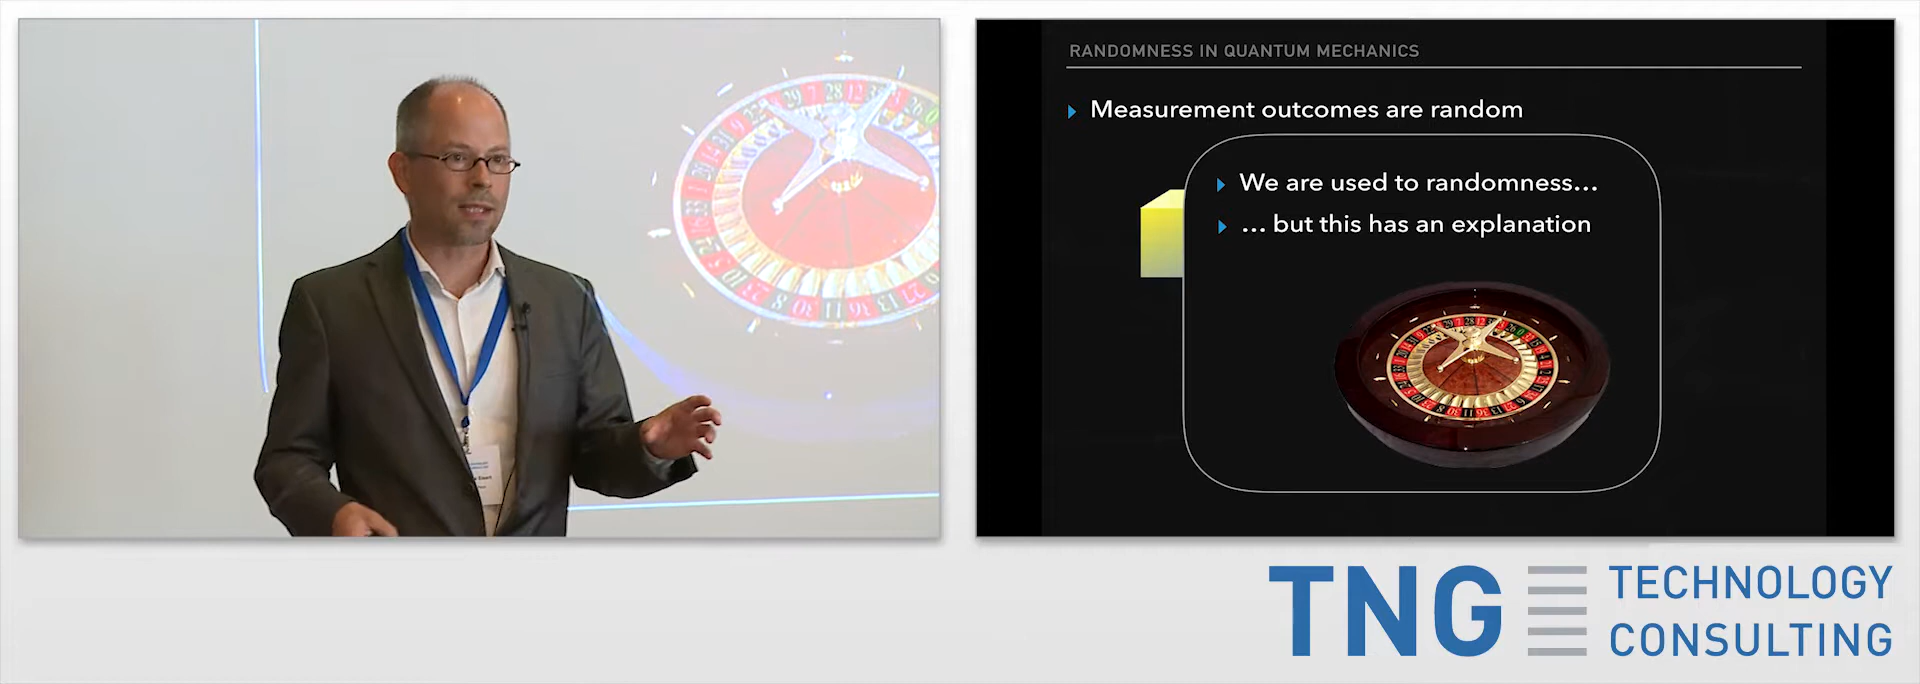 RANDOMNESS IN QUANTUM MECHANICS
Measurement outcomes are random
We are used to randomness...
... but this has an explanation
TNG TECHNOLOGY
CONSULTING